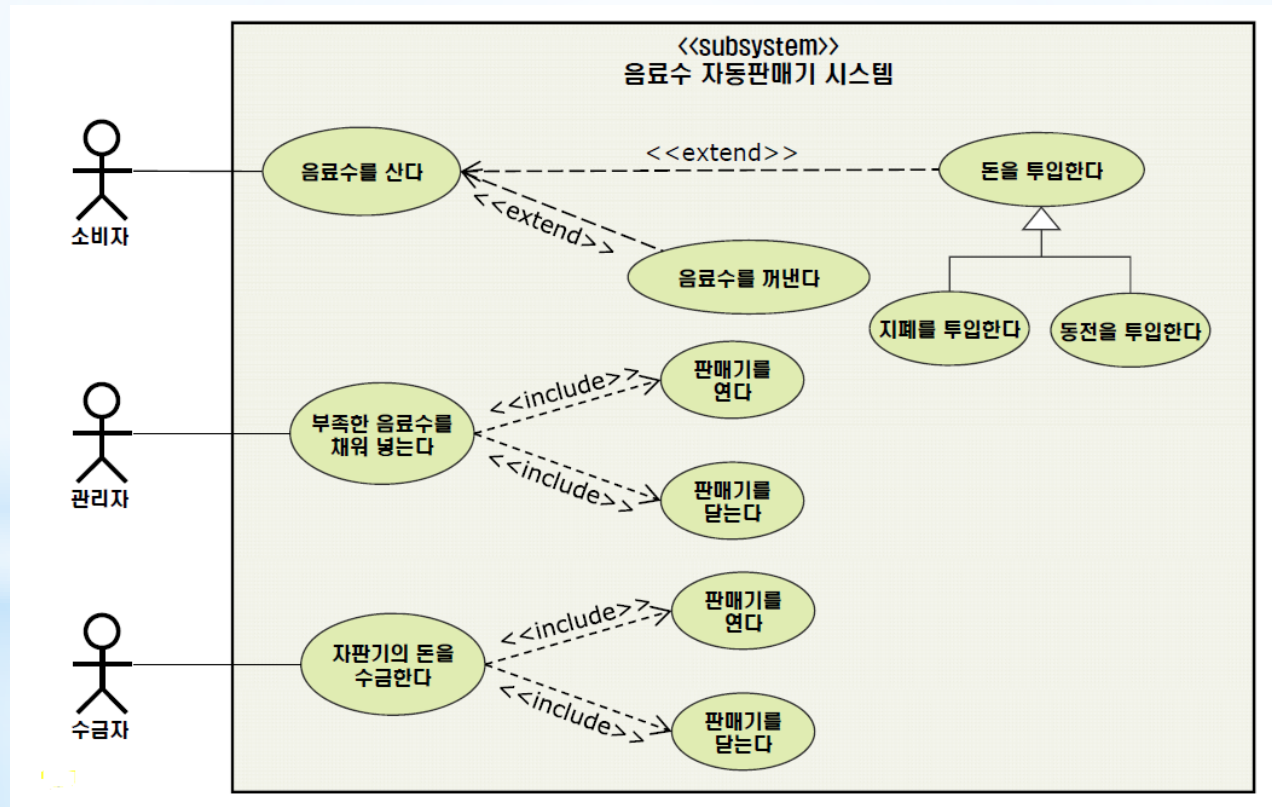 <<subsystem>>
음료수 자동판매기 시스템
음료수를 산다
<<extend>>
돈을 투입한다
<<extend>>
소비자
음료수를 꺼낸다
지폐를 투입한다
동전을 투입한다
<<include>>
판매기를
연다
부족한 음료수를
채워 넣는다
<<include>>
판매기를
닫는다
관리자
<<include>>
판매기를
연다
자판기의 돈을
수금한다
<<include>>
판매기를
닫는다
수금자